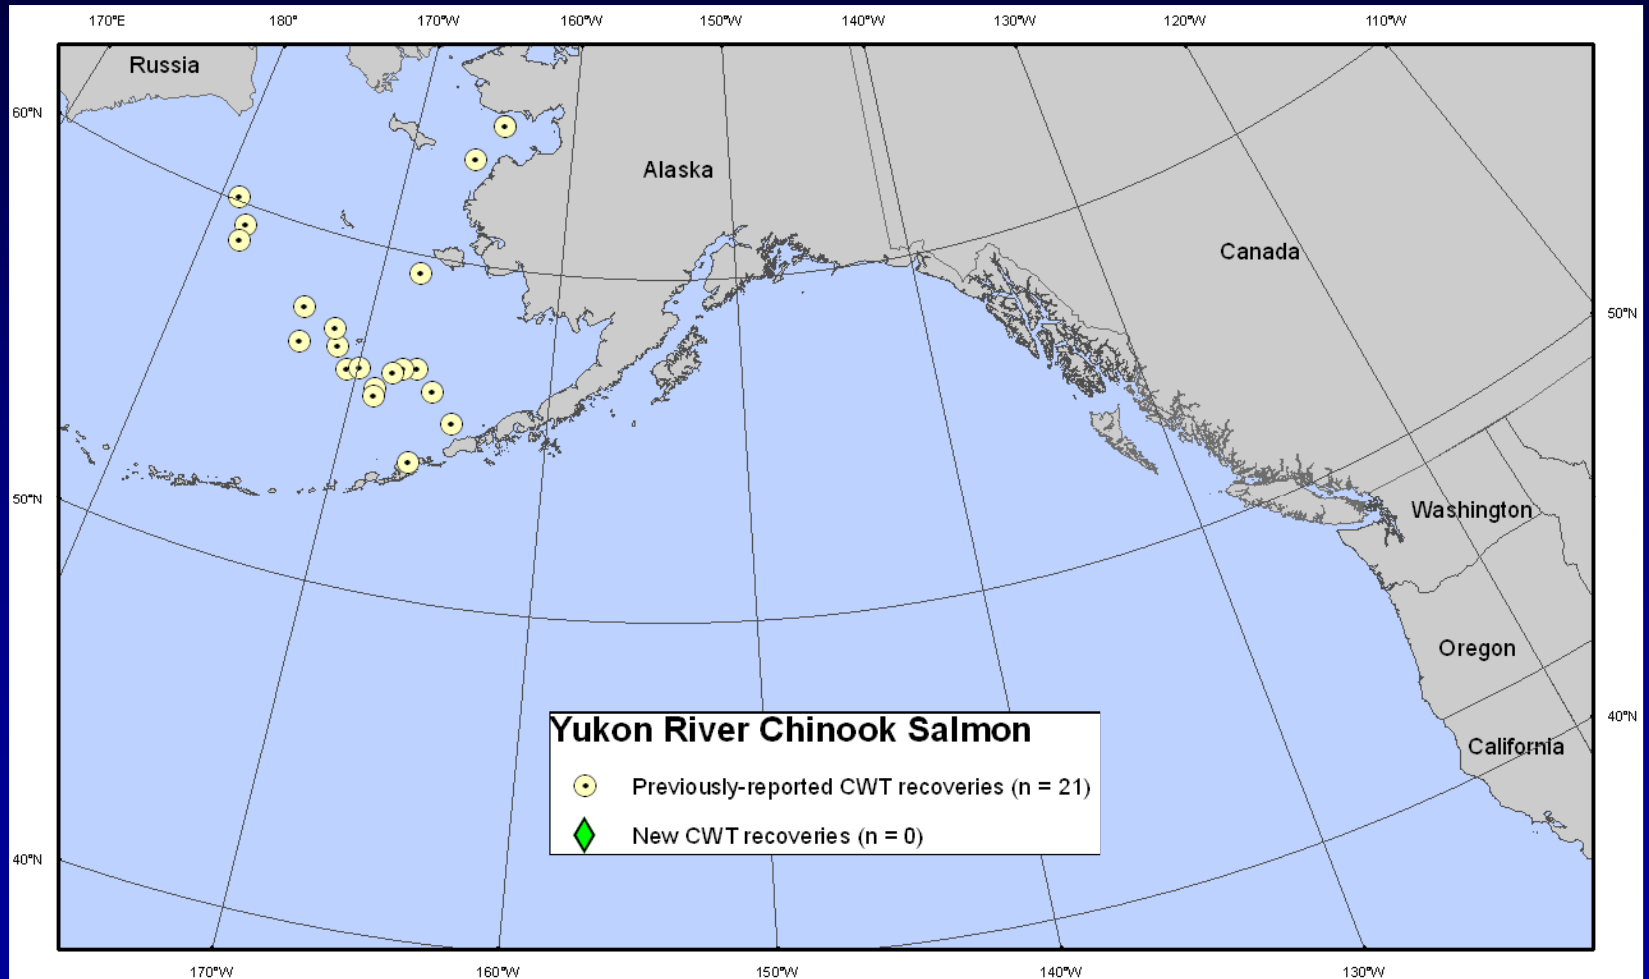 170°E 180° 170°W 160°W 150°W 140°W 130°W 120°W 110°W
Russia
60°N
Alaska
Canada
50°N
50°N
Washington
Oregon
Yukon River Chinook Salmon
40°N
California
Previously-reported CWT recoveries (n = 21)
New CWT recoveries (n = 0)
40°N
170°W 160°W 150°W 140°W 130°W